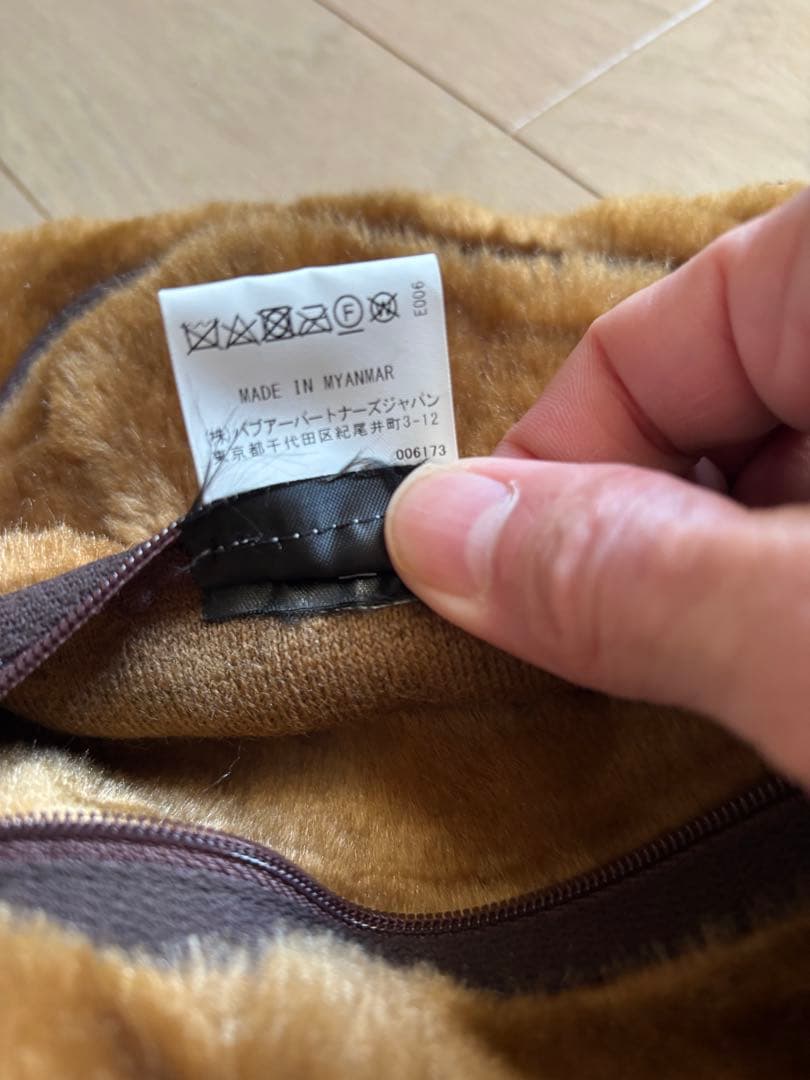 F W
E006
MADE IN MYANMAR
(株)バブアーパートナーズジャパン
東京都千代田区紀尾井町3-12
006173